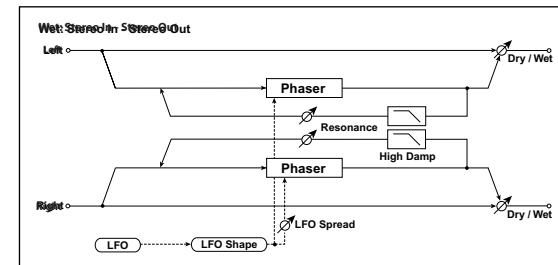 Wet: Stereo In - Stereo Out
Left
Dry / Wet
Phaser
Resonance
High Damp
Phaser
Right
Dry / Wet
LFO Spread
LFO
LFO Shape